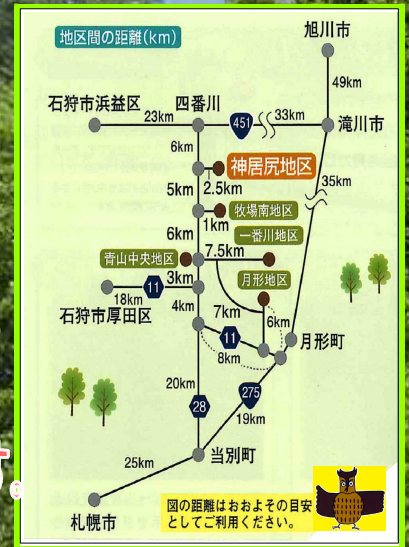 地区間の距離(km)
旭川市
49km
石狩市浜益区
四番川
23km
451
33km
滝川市
6km
神居尻地区
2.5km
35km
5km
牧場南地区
1km
一番川地区
6km
7.5km
青山中央地区
月形地区
3km
11
18km
石狩市厚田区
4km
7km
6km
11
月形町
8km
20km
275
28
19km
当別町
25km
札幌市
図の距離はおおよその目安
としてご利用ください。
す。